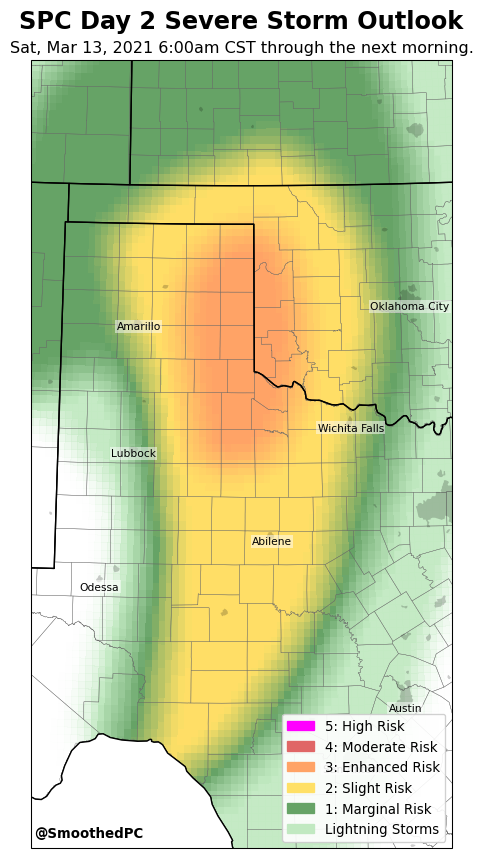 SPC Day 2 Severe Storm Outlook
Sat, Mar 13, 2021 6:00am CST through the next morning.
Oklahoma City
Amarillo
Wichita Falls
Lubbock
Abilene
Odessa
Austin
5: High Risk
4: Moderate Risk
3: Enhanced Risk
2: Slight Risk
1: Marginal Risk
Lightning Storms
@SmoothedPC